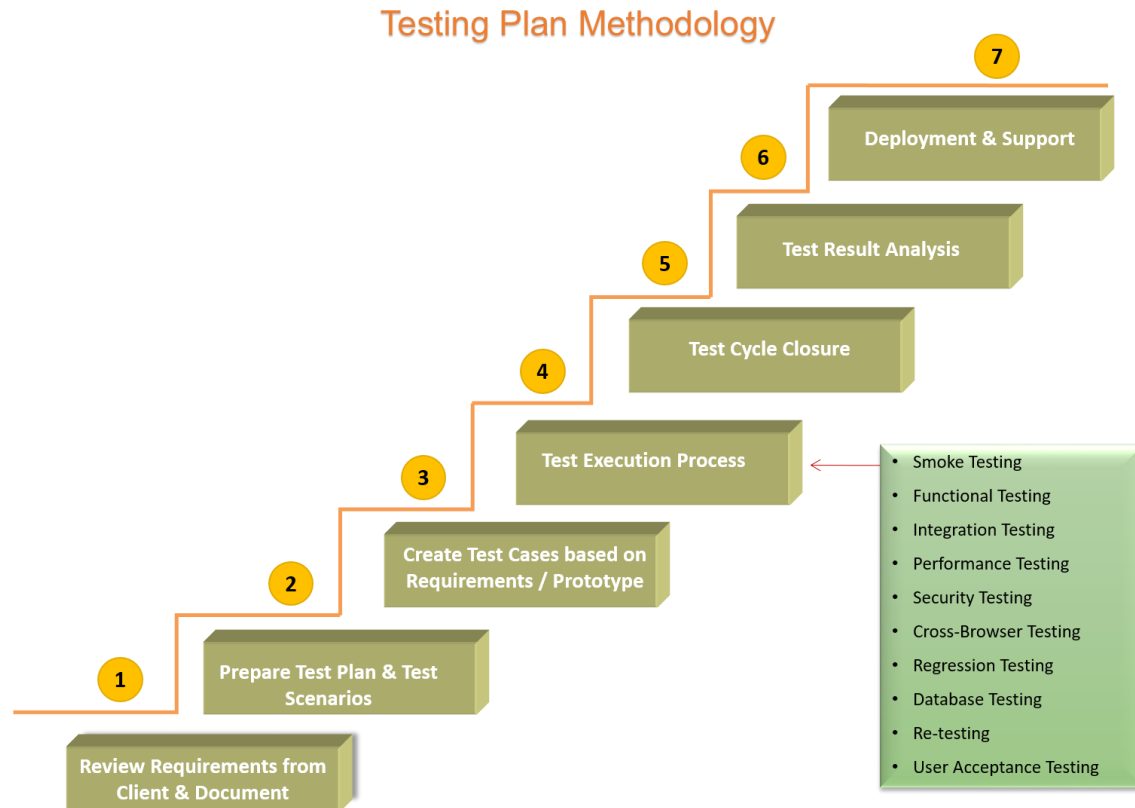 Testing Plan Methodology
7
Deployment & Support
6
Test Result Analysis
5
Test Cycle Closure
4
Test Execution Process
3
Create Test Cases based on
Requirements / Prototype
2
Prepare Test Plan & Test
Scenarios
1
Review Requirements from
Client & Document
• Smoke Testing
• Functional Testing
• Integration Testing
• Performance Testing
• Security Testing
• Cross-Browser Testing
• Regression Testing
• Database Testing
• Re-testing
• User Acceptance Testing